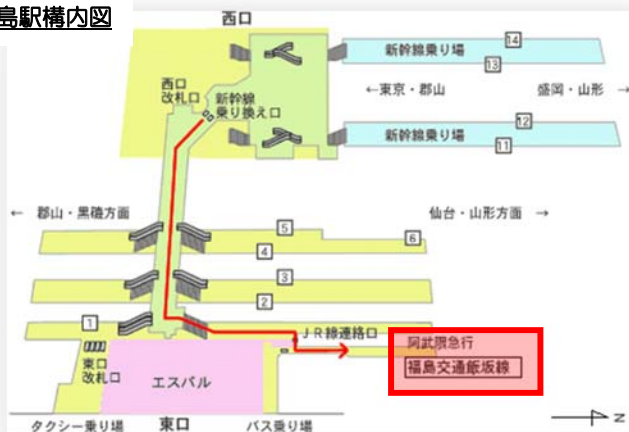 島駅構内図
西口
新幹線乗り場
14
13
西口
改札口
新幹線
乗り換え口
←東京・郡山
盛岡・山形 →
新幹線乗り場
12
11
← 郡山・黒磯方面
仙台・山形方面 →
5
6
4
3
2
1
JR線連絡口
阿武隈急行
福島交通飯坂線
東口
改札口
エスパル
タクシー乗り場
東口
バス乗り場
N